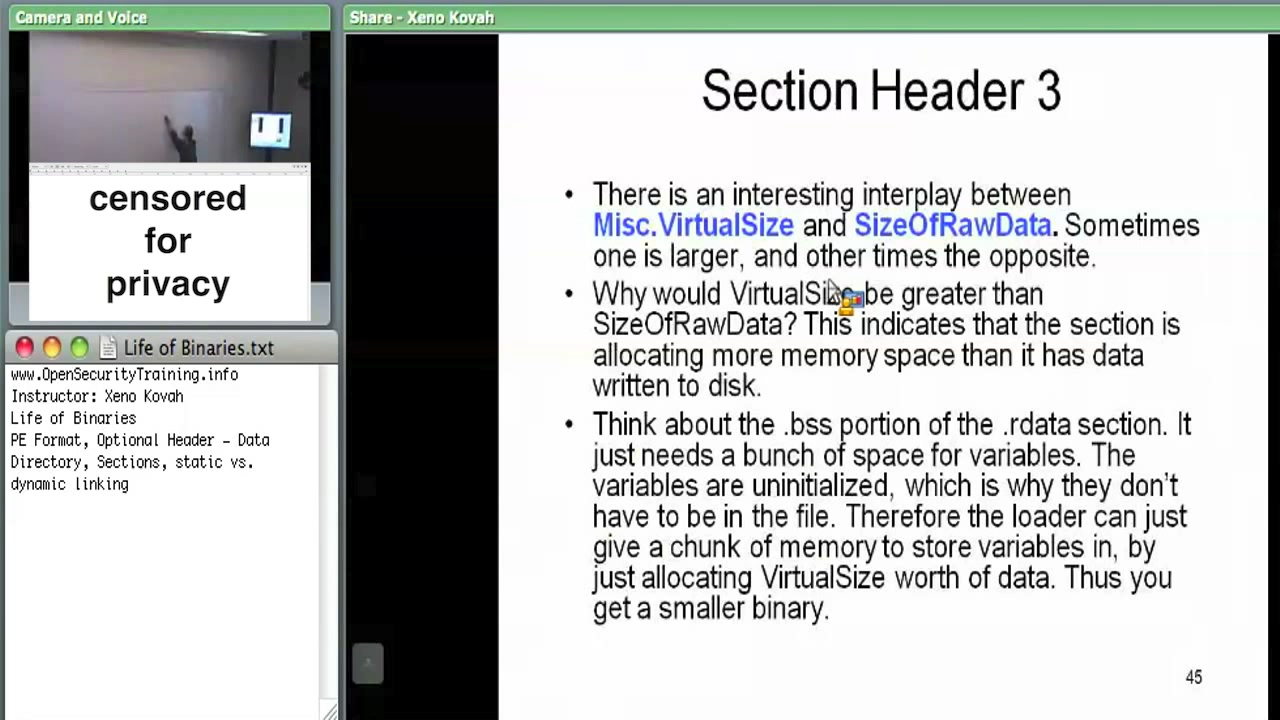 Camera and Voice
censored
for
privacy
Life of Binaries.txt
www.OpenSecurityTraining.info
Instructor: Xeno Kovah
Life of Binaries
PE Format, Optional Header – Data
Directory, Sections, static vs.
dynamic linking
Share - Xeno Kovah
Section Header 3
• There is an interesting interplay between
Misc.VirtualSize and SizeOfRawData. Sometimes
one is larger, and other times the opposite.
• Why would VirtualSize be greater than
SizeOfRawData? This indicates that the section is
allocating more memory space than it has data
written to disk.
• Think about the .bss portion of the .rdata section. It
just needs a bunch of space for variables. The
variables are uninitialized, which is why they don't
have to be in the file. Therefore the loader can just
give a chunk of memory to store variables in, by
just allocating VirtualSize worth of data. Thus you
get a smaller binary.
45